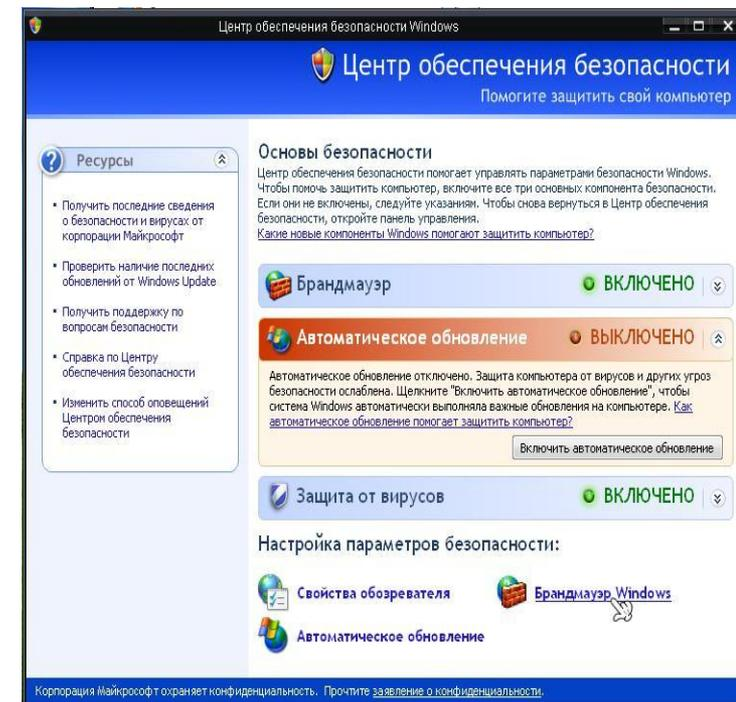 Центр обеспечения безопасности Windows
Центр обеспечения безопасности
Помогите защитить свой компьютер
Ресурсы
Получить последние сведения
о безопасности и вирусах от
корпорации Майкрософт
Проверить наличие последних
обновлений от Windows Update
Получить поддержку по
вопросам безопасности
Справка по Центру
обеспечения безопасности
Изменить способ оповещений
Центром обеспечения
безопасности
Основы безопасности
Центр обеспечения безопасности помогает управлять параметрами безопасности Windows.
Чтобы помочь защитить компьютер, включите все три основных компонента безопасности.
Если они не включены, следуйте указаниям. Чтобы снова вернуться в Центр обеспечения
безопасности, откройте панель управления.
Какие новые компоненты Windows помогают защитить компьютер?
Брандмауэр ВКЛЮЧЕНО
Автоматическое обновление ВЫКЛЮЧЕНО
Автоматическое обновление отключено. Защита компьютера от вирусов и других угроз
безопасности ослаблена. Щелкните "Включить автоматическое обновление", чтобы
система Windows автоматически выполняла важные обновления на компьютере. Как
автоматическое обновление помогает защитить компьютер?
Включить автоматическое обновление
Защита от вирусов ВКЛЮЧЕНО
Настройка параметров безопасности:
Свойства обозревателя
Брандмауэр Windows
Автоматическое обновление
Корпорация Майкрософт охраняет конфиденциальность. Прочтите заявление о конфиденциальности.